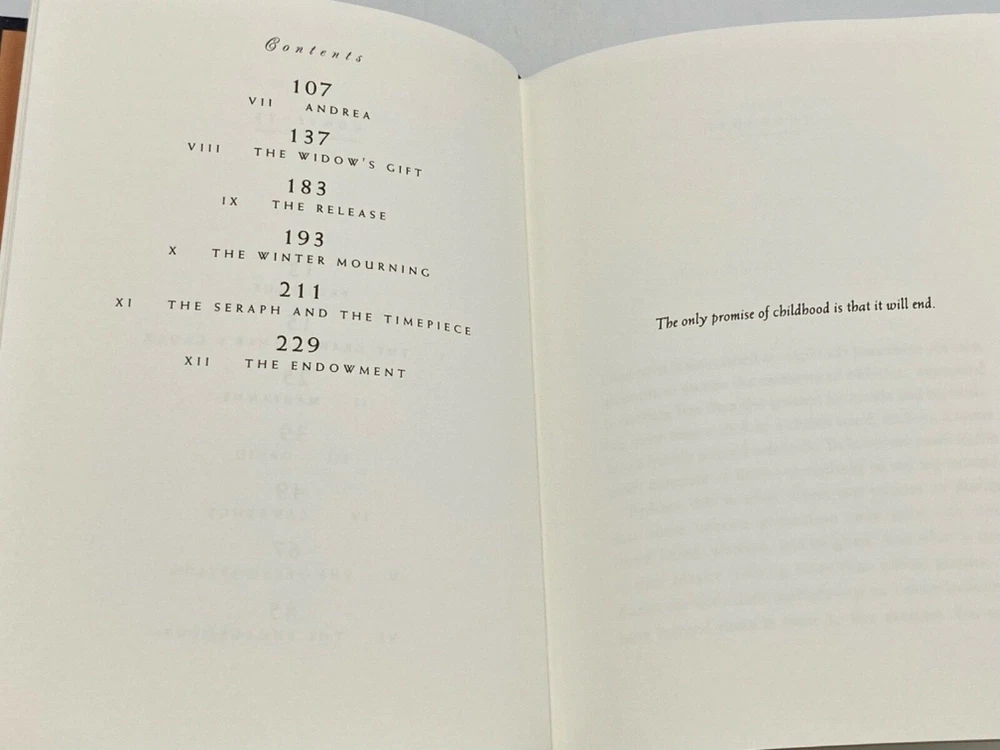 Contents
107
VII ANDREA
137
VIII THE WIDOW'S GIFT
183
IX THE RELEASE
193
X THE WINTER MOURNING
211
XI THE SERAPH AND THE TIMEPIECE
229
XII THE ENDOWMENT
The only promise of childhood is that it will end.